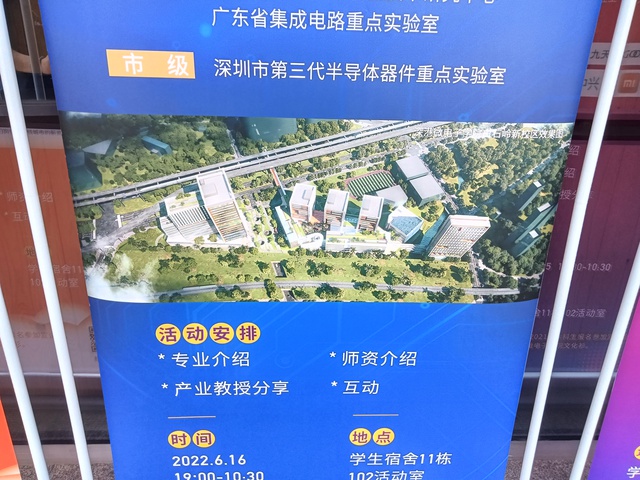 广东省集成电路重点实验室
市 级
深圳市第三代半导体器件重点实验室
活动安排
* 专业介绍
* 师资介绍
* 产业教授分享
* 互动
时间
地点
2022.6.16
学生宿舍11栋
19:00-10:30
102活动室